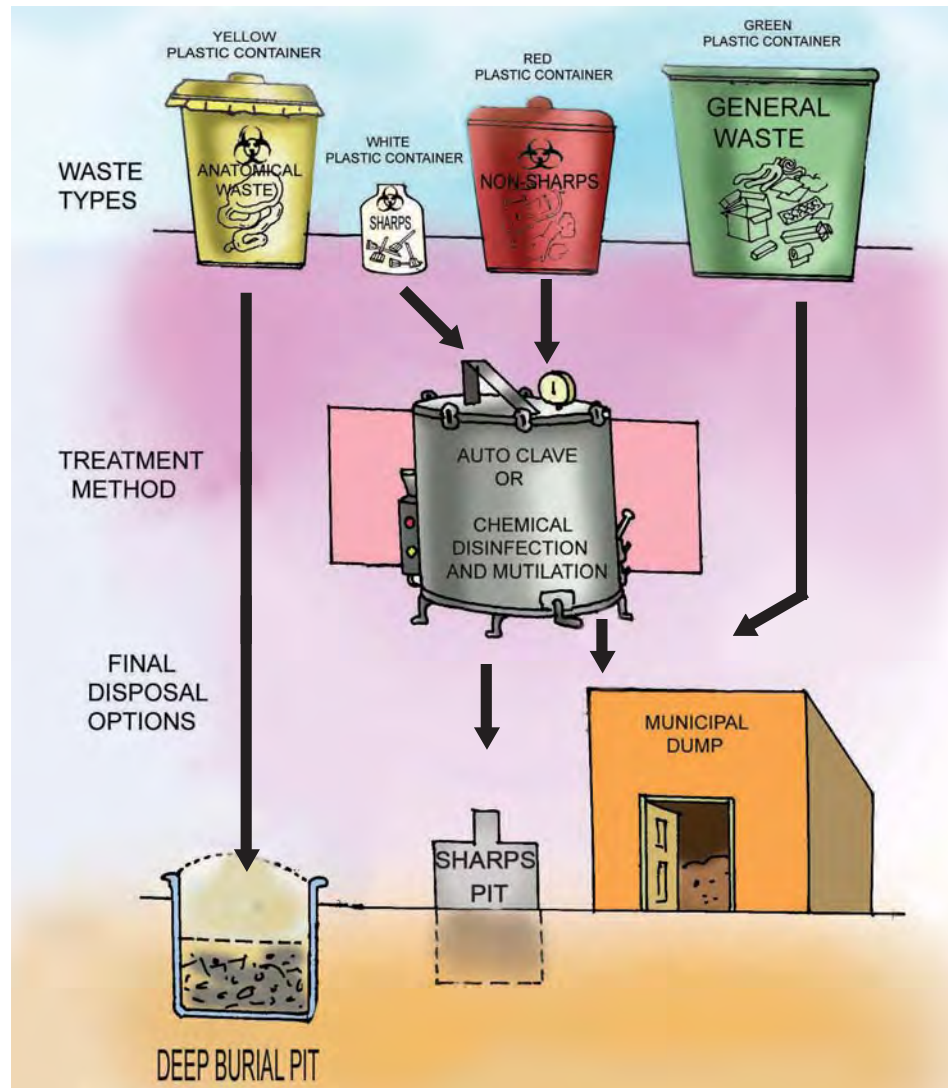 YELLOW
PLASTIC CONTAINER
GREEN
PLASTIC CONTAINER
RED
PLASTIC CONTAINER
WHITE
PLASTIC CONTAINER
WASTE
TYPES
ANATOMICAL
WASTE
SHARPS
NON-SHARPS
GENERAL
WASTE
TREATMENT
METHOD
AUTO CLAVE
OR
CHEMICAL
DISINFECTION
AND MUTILATION
FINAL
DISPOSAL
OPTIONS
MUNICIPAL
DUMP
SHARPS
PIT
DEEP BURIAL PIT